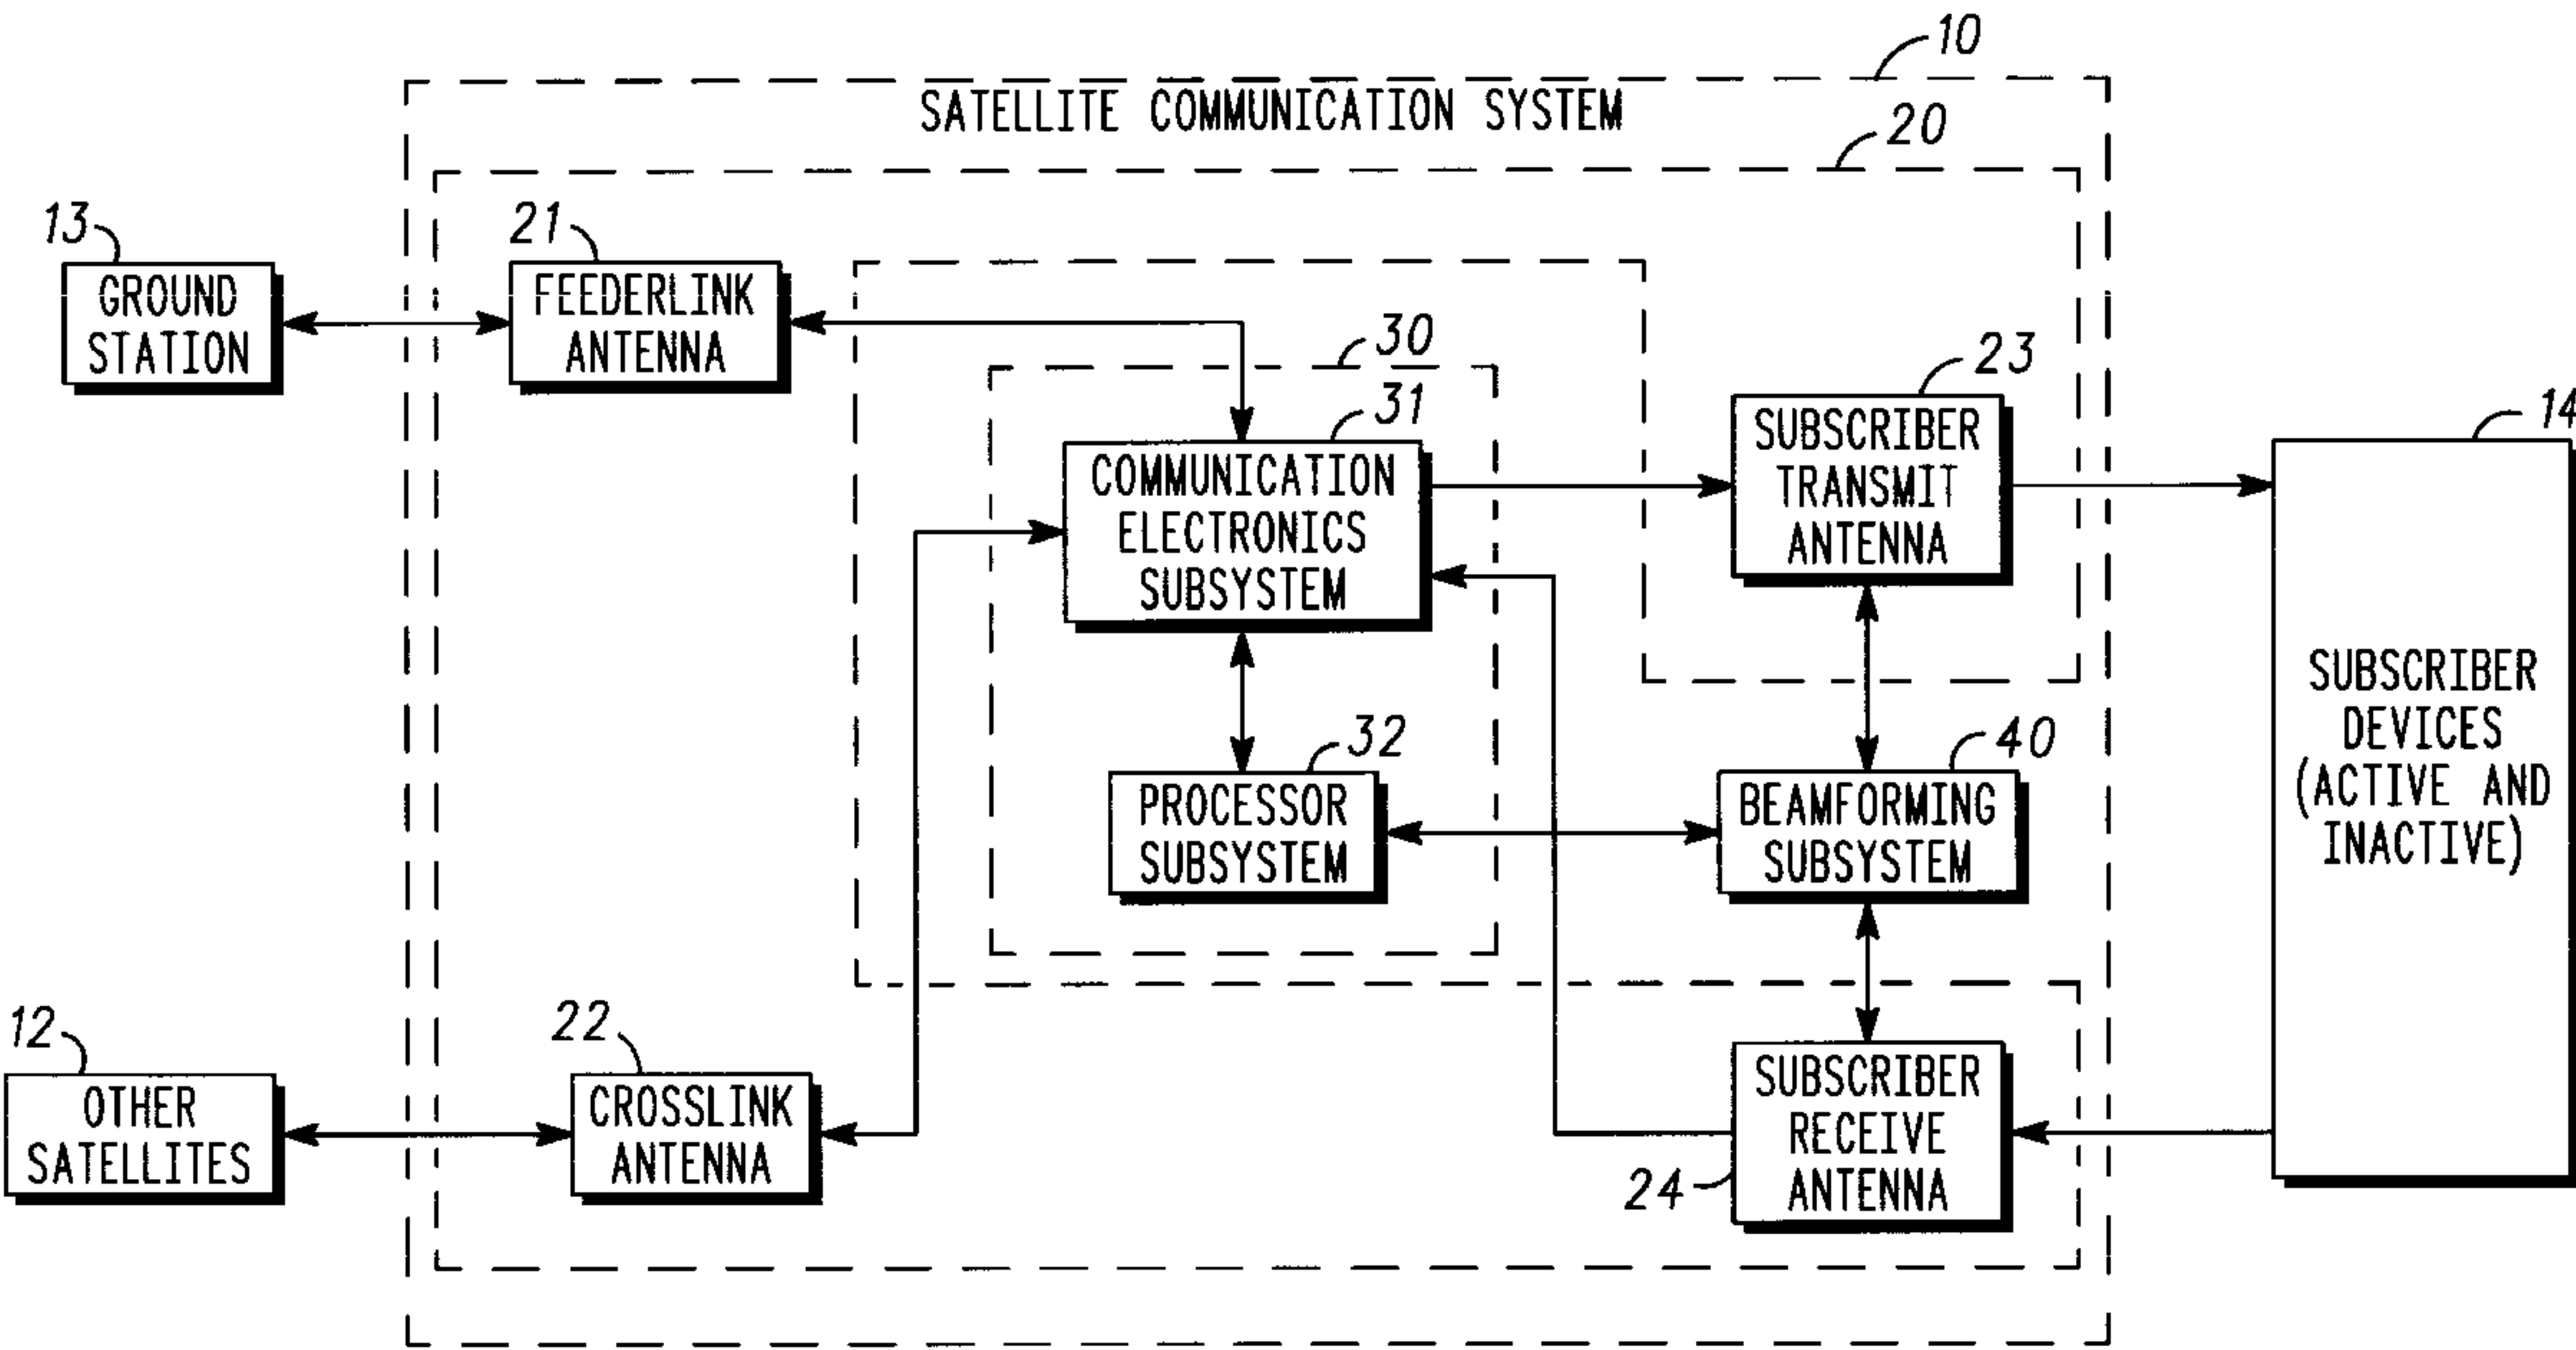 10
SATELLITE COMMUNICATION SYSTEM
20
13
GROUND
STATION
21
FEEDERLINK
ANTENNA
30
31
COMMUNICATION
ELECTRONICS
SUBSYSTEM
23
SUBSCRIBER
TRANSMIT
ANTENNA
14
SUBSCRIBER
DEVICES
(ACTIVE AND
INACTIVE)
32
PROCESSOR
SUBSYSTEM
40
BEAMFORMING
SUBSYSTEM
12
OTHER
SATELLITES
22
CROSSLINK
ANTENNA
24
SUBSCRIBER
RECEIVE
ANTENNA